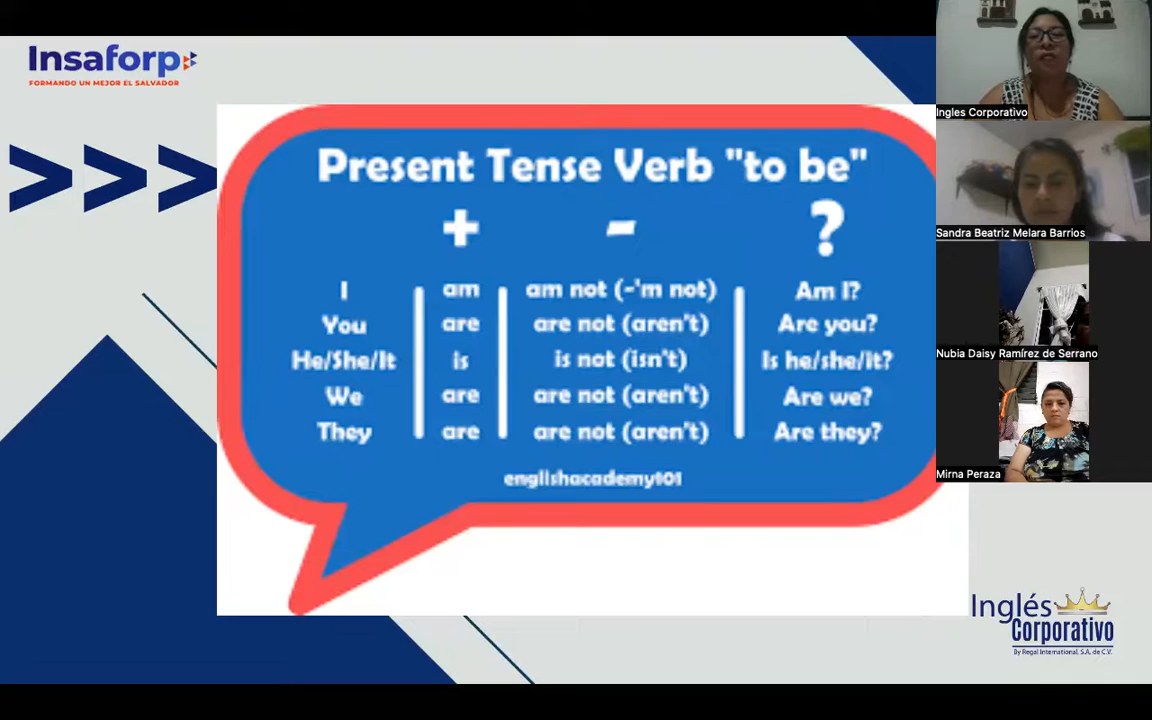 Insaforp
FORMANDO UN MEJOR EL SALVADOR
Present Tense Verb "to be"
+ - ?
I am am not (-'m not) Am I?
You are are not (aren't) Are you?
He/She/It is is not (isn't) Is he/she/it?
We are are not (aren't) Are we?
They are are not (aren't) Are they?
englishacademy101
Ingles Corporativo
Sandra Beatriz Melara Barrios
Nubia Daisy Ramírez de Serrano
Mirna Peraza
Inglés
Corporativo
By Regal International, S.A. de C.V.